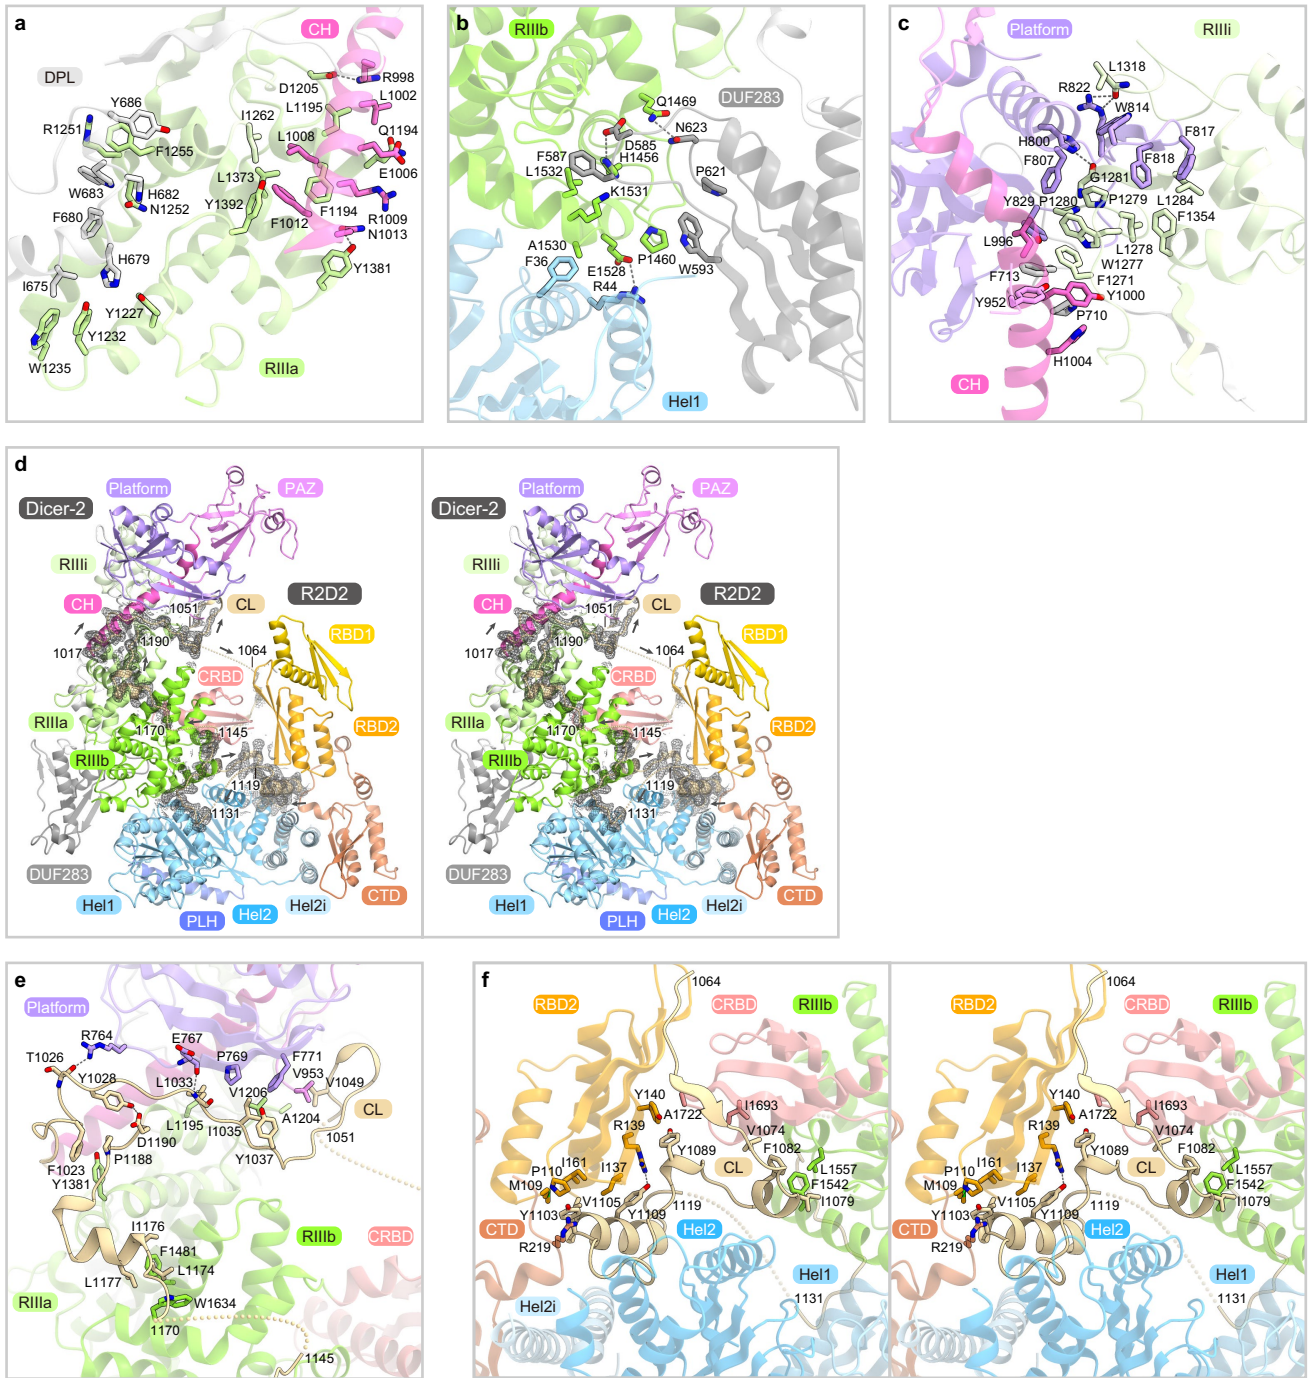 a
CH
DPL
D1205
R998
Y686
L1195
L1002
R1251
I1262
L1008
Q1194
F1255
E1006
W683
H682
L1373
N1252
Y1392
F1194
R1009
F680
F1012
N1013
H679
Y1381
I675
Y1227
Y1232
W1235
RIIIa
b
RIIIb
Q1469
DUF283
D585
N623
F587
H1456
L1532
P621
K1531
A1530
P1460
F36
E1528
W593
R44
Hel1
c
Platform
RIIIi
L1318
R822
W814
H800
F817
F807
F818
G1281
Y829
P1280
P1279
L1284
F1354
L996
L1278
W1277
F713
F1271
Y952
Y1000
P710
H1004
CH
d
Platform
PAZ
Dicer-2
RIIIi
R2D2
CH
1051
CL
1190
RBD1
1017
1064
CRBD
RIIIa
1170
1145
RBD2
RIIIb
1119
1131
DUF283
Hel1
Hel2
Hel2i
CTD
PLH
Platform
PAZ
Dicer-2
RIIIi
R2D2
CH
1051
CL
1190
RBD1
1017
1064
CRBD
RIIIa
1170
1145
RBD2
RIIIb
1119
1131
DUF283
Hel1
Hel2
Hel2i
CTD
PLH
e
Platform
R764
E767
T1026
P769
F771
Y1028
L1033
V953
V1049
V1206
CL
A1204
D1190
L1195
I1035
1051
P1188
Y1037
F1023
Y1381
I1176
RIIIb
CRBD
F1481
L1174
L1177
RIIIa
W1634
1170
1145
f
1064
RBD2
CRBD
RIIIb
Y140
A1722
I1693
R139
V1074
Y1089
F1082
P110
I161
I137
CL
L1557
M109
F1542
V1105
1119
I1079
Y1103
Y1109
CTD
Hel2
R219
Hel1
Hel2i
1131
1064
RBD2
CRBD
RIIIb
Y140
A1722
I1693
R139
V1074
Y1089
F1082
P110
I161
I137
CL
L1557
M109
F1542
V1105
1119
I1079
Y1103
Y1109
CTD
Hel2
R219
Hel1
Hel2i
1131